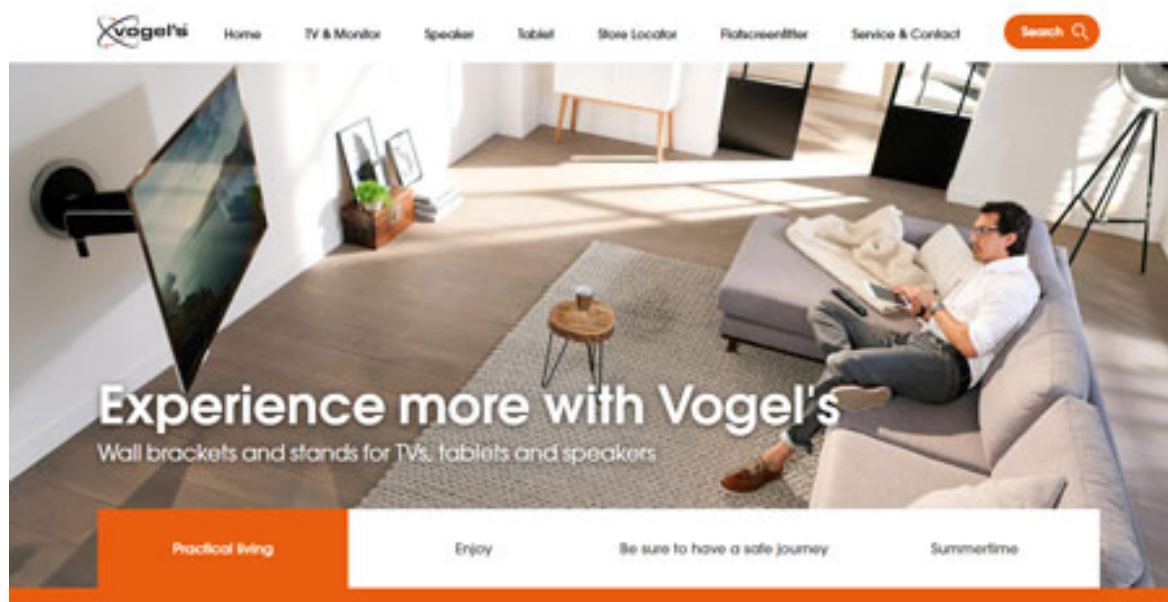 vogel's
Home TV & Monitor Speaker Tablet Store Locator Flatscreenfitter Service & Contact Search
Experience more with Vogel's
Wall brackets and stands for TVs, tablets and speakers
Practical living Enjoy Be sure to have a safe journey Summertime